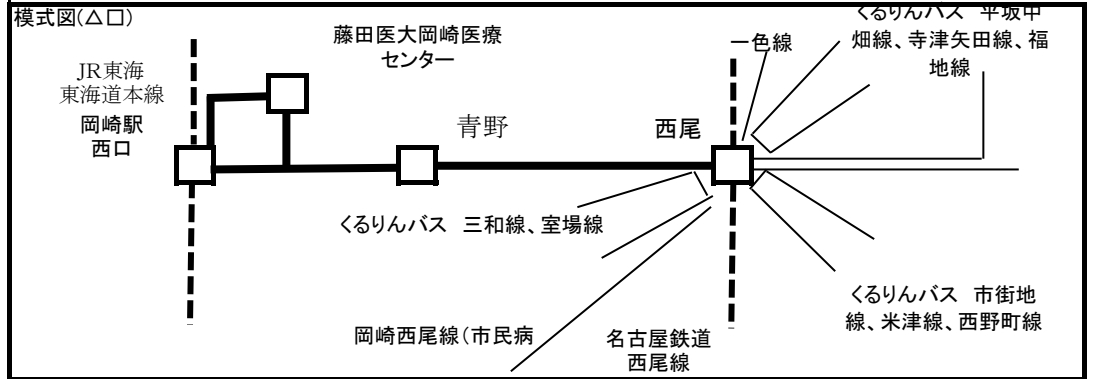 模式図(△□)
JR東海
東海道本線
岡崎駅
西口
藤田医大岡崎医療
センター
青野
西尾
一色線
くるりんバス 平坂中
畑線、寺津矢田線、福
地線
くるりんバス 三和線、室場線
岡崎西尾線(市民病
名古屋鉄道
西尾線
くるりんバス 市街地
線、米津線、西野町線